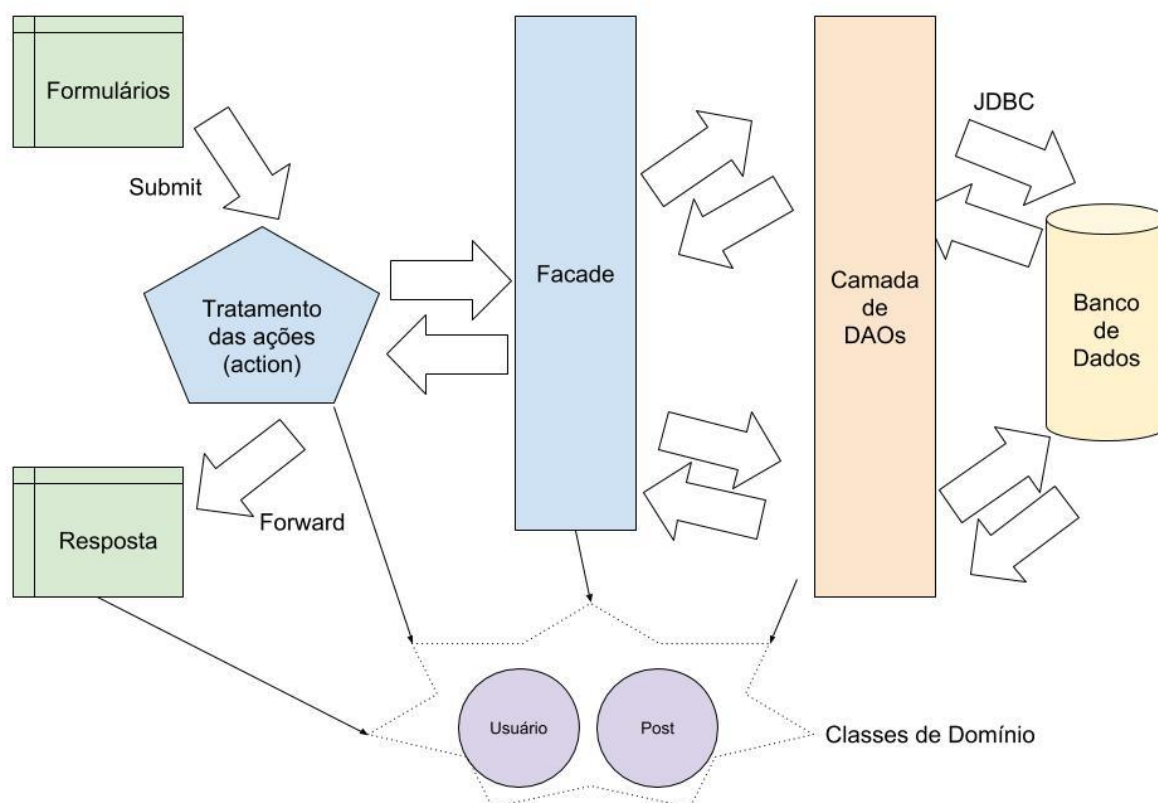 Formulários
Submit
Tratamento
das ações
(action)
Forward
Resposta
Facade
Camada
de
DAOs
JDBC
Banco
de
Dados
Usuário
Post
Classes de Domínio